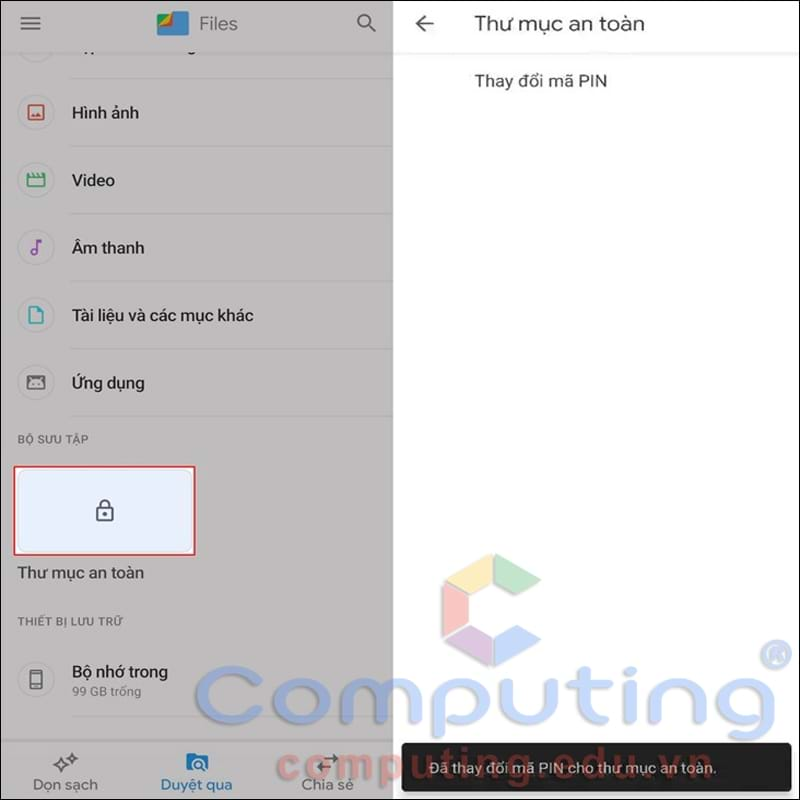 Files
Hình ảnh
Video
Âm thanh
Tài liệu và các mục khác
Ứng dụng
BỘ SƯU TẬP
Thư mục an toàn
THIẾT BỊ LƯU TRỮ
Bộ nhớ trong
99 GB trống
Dọn sạch
Duyệt qua
Chia sẻ
Thư mục an toàn
Thay đổi mã PIN
Computing
®
computing.edu.vn
Đã thay đổi mã PIN cho thư mục an toàn.